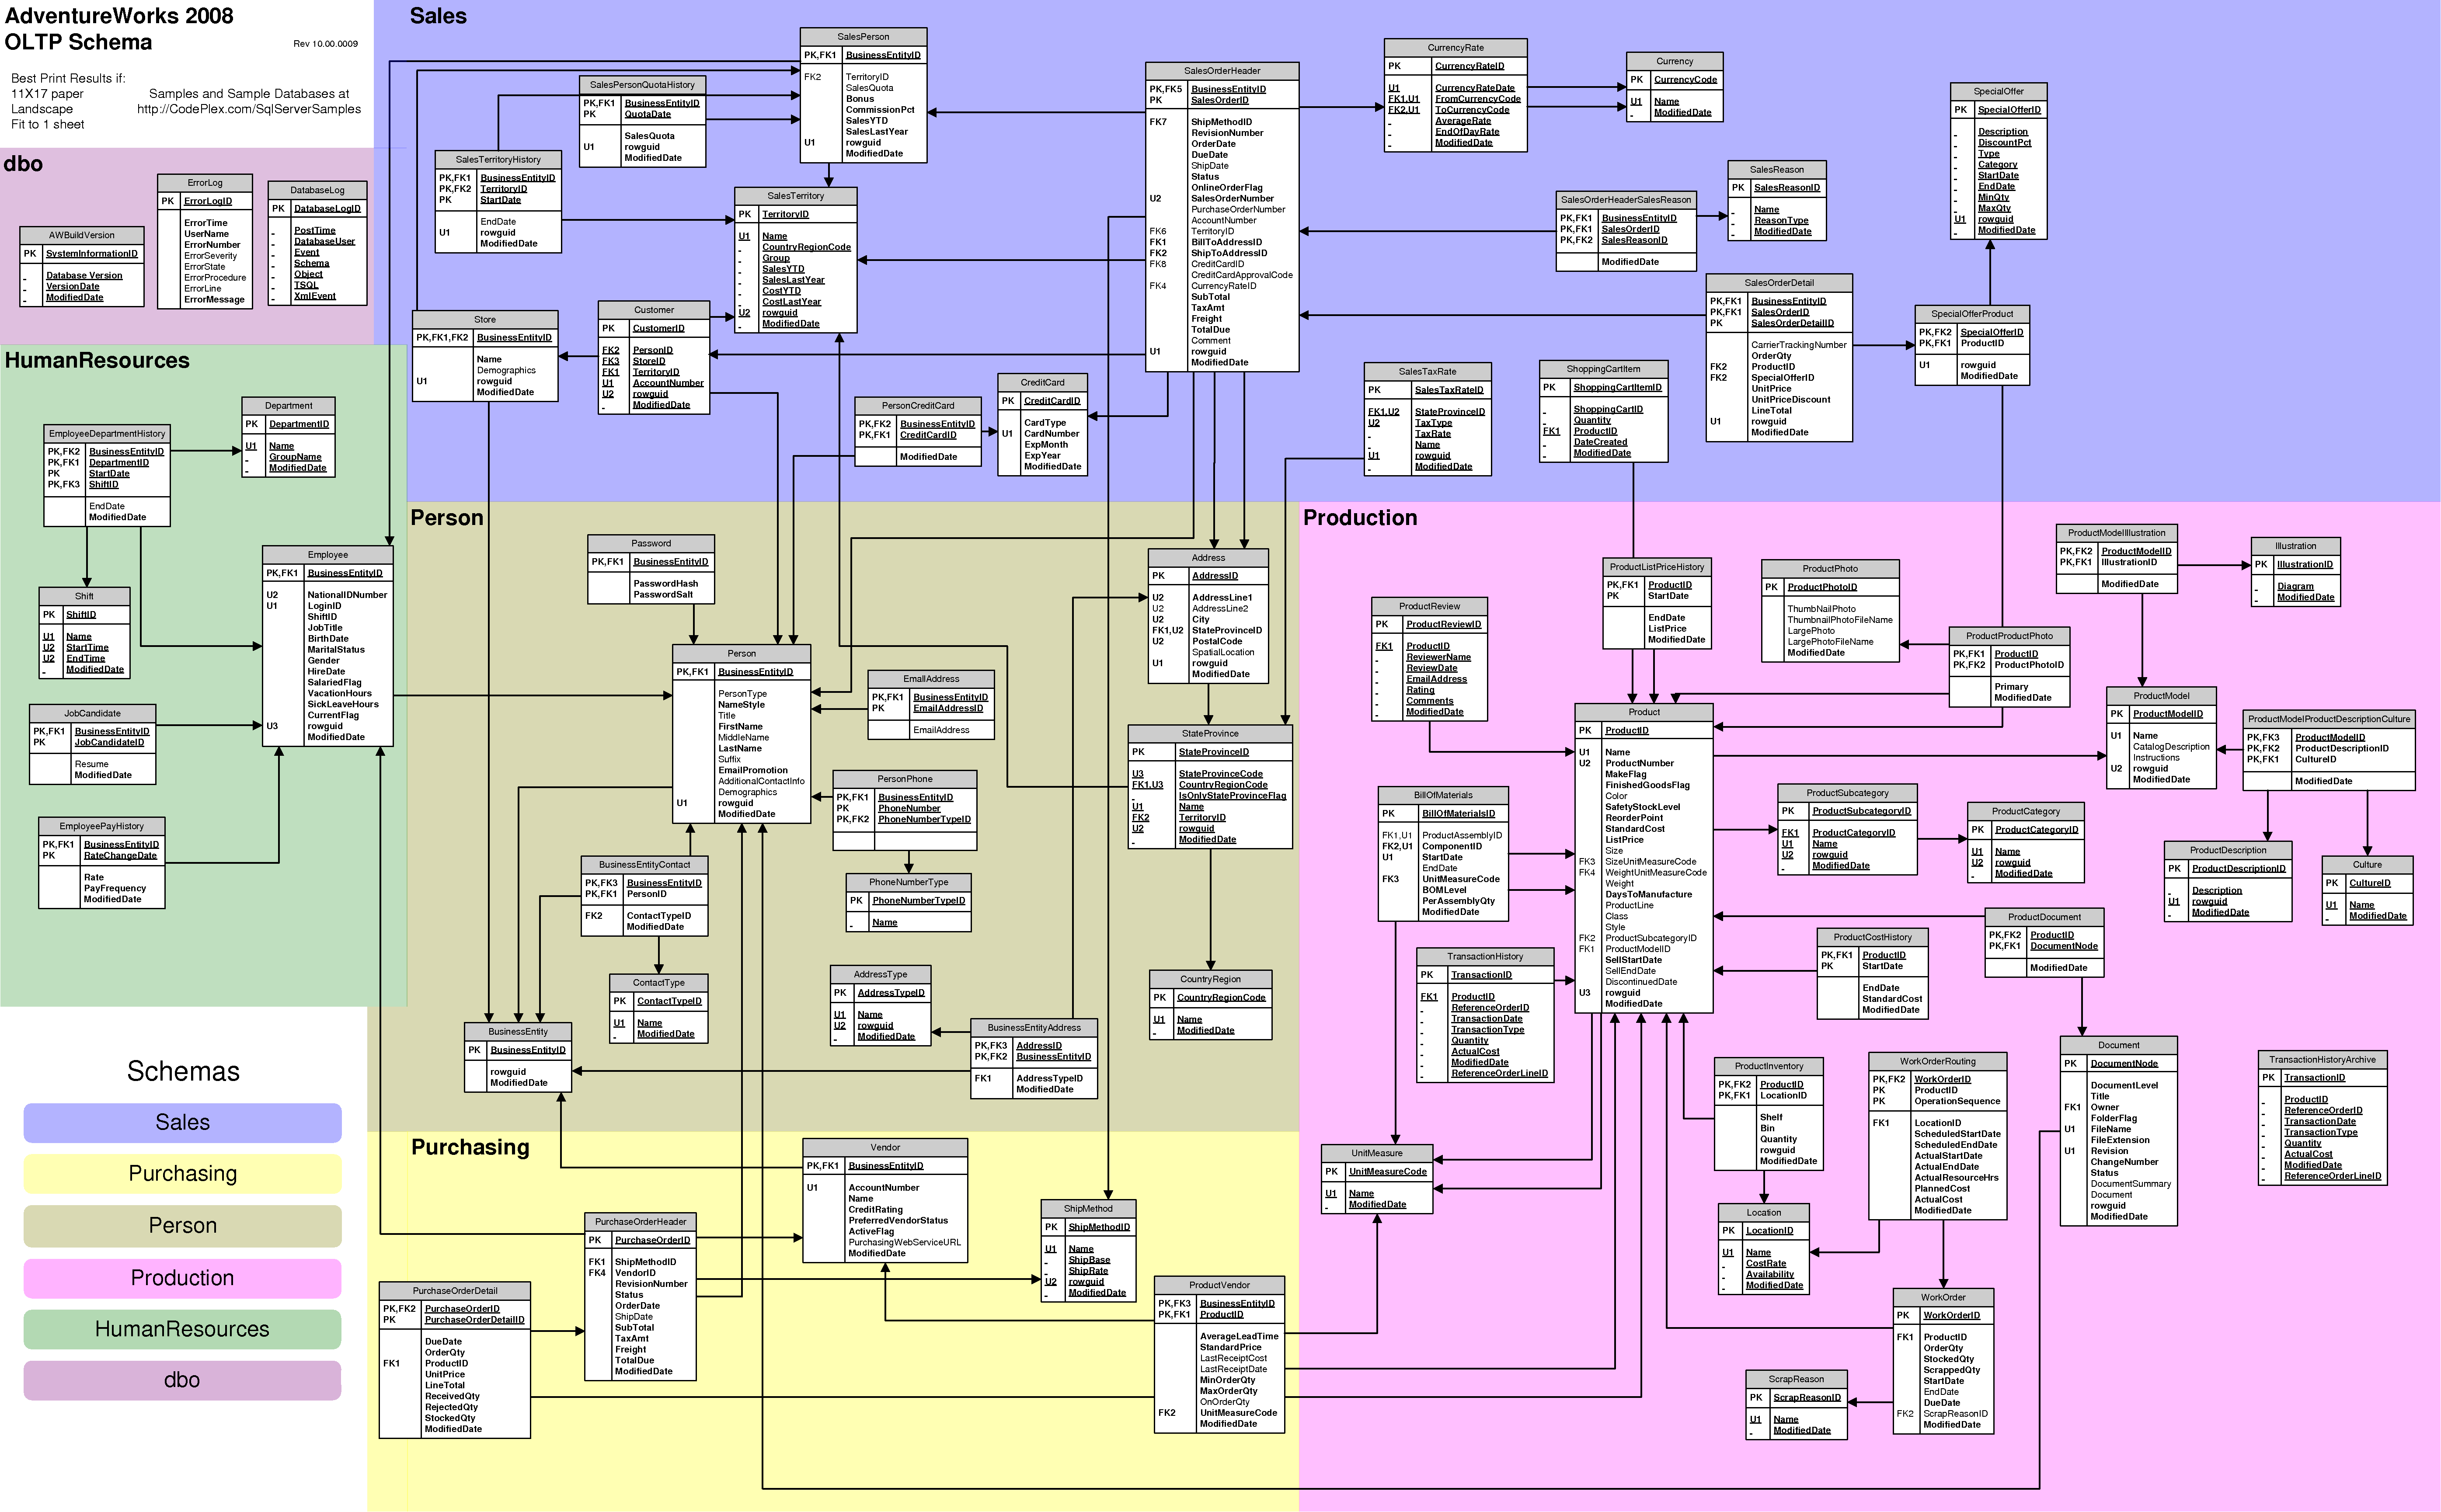 AdventureWorks 2008
OLTP Schema
Rev 10.00.0009
Best Print Results if:
11X17 paper
Landscape
Fit to 1 sheet
Samples and Sample Databases at
http://CodePlex.com/SqlServerSamples
dbo
AWBuildVersion
PK SystemInformationID
- Database Version
- VersionDate
- ModifiedDate
ErrorLog
PK ErrorLogID
ErrorTime
UserName
ErrorNumber
ErrorSeverity
ErrorState
ErrorProcedure
ErrorLine
ErrorMessage
DatabaseLog
PK DatabaseLogID
- PostTime
- DatabaseUser
- Event
- Schema
- Object
- TSQL
- XmlEvent
HumanResources
Department
PK DepartmentID
U1 Name
- GroupName
- ModifiedDate
EmployeeDepartmentHistory
PK,FK2 BusinessEntityID
PK,FK1 DepartmentID
PK StartDate
PK,FK3 ShiftID
EndDate
ModifiedDate
Shift
PK ShiftID
U1 Name
U2 StartTime
U2 EndTime
- ModifiedDate
Employee
PK,FK1 BusinessEntityID
U2 NationalIDNumber
U1 LoginID
ShiftID
JobTitle
BirthDate
MaritalStatus
Gender
HireDate
SalariedFlag
VacationHours
SickLeaveHours
CurrentFlag
U3 rowguid
ModifiedDate
JobCandidate
PK,FK1 BusinessEntityID
PK JobCandidateID
Resume
ModifiedDate
EmployeePayHistory
PK,FK1 BusinessEntityID
PK RateChangeDate
Rate
PayFrequency
ModifiedDate
Schemas
Sales
Purchasing
Person
Production
HumanResources
dbo
Sales
SalesPerson
PK,FK1 BusinessEntityID
FK2 TerritoryID
SalesQuota
Bonus
CommissionPct
SalesYTD
SalesLastYear
U1 rowguid
ModifiedDate
SalesPersonQuotaHistory
PK,FK1 BusinessEntityID
PK QuotaDate
SalesQuota
U1 rowguid
ModifiedDate
SalesTerritoryHistory
PK,FK1 BusinessEntityID
PK,FK2 TerritoryID
PK StartDate
EndDate
U1 rowguid
ModifiedDate
SalesTerritory
PK TerritoryID
U1 Name
- CountryRegionCode
- Group
- SalesYTD
- SalesLastYear
- CostYTD
- CostLastYear
U2 rowguid
- ModifiedDate
Store
PK,FK1,FK2 BusinessEntityID
Name
Demographics
U1 rowguid
ModifiedDate
Customer
PK CustomerID
FK2 PersonID
FK3 StoreID
FK1 TerritoryID
U1 AccountNumber
U2 rowguid
- ModifiedDate
PersonCreditCard
PK,FK2 BusinessEntityID
PK,FK1 CreditCardID
ModifiedDate
CreditCard
PK CreditCardID
CardType
U1 CardNumber
ExpMonth
ExpYear
ModifiedDate
SalesOrderHeader
PK,FK5 BusinessEntityID
PK SalesOrderID
FK7 ShipMethodID
RevisionNumber
OrderDate
DueDate
ShipDate
Status
OnlineOrderFlag
U2 SalesOrderNumber
PurchaseOrderNumber
AccountNumber
FK6 TerritoryID
FK1 BillToAddressID
FK2 ShipToAddressID
FK8 CreditCardID
CreditCardApprovalCode
FK4 CurrencyRateID
SubTotal
TaxAmt
Freight
TotalDue
Comment
U1 rowguid
ModifiedDate
CurrencyRate
PK CurrencyRateID
U1 CurrencyRateDate
FK1,U1 FromCurrencyCode
FK2,U1 ToCurrencyCode
- AverageRate
- EndOfDayRate
- ModifiedDate
Currency
PK CurrencyCode
U1 Name
- ModifiedDate
SalesReason
PK SalesReasonID
- Name
- ReasonType
- ModifiedDate
SalesOrderHeaderSalesReason
PK,FK1 BusinessEntityID
PK,FK1 SalesOrderID
PK,FK2 SalesReasonID
ModifiedDate
SpecialOffer
PK SpecialOfferID
- Description
- DiscountPct
- Type
- Category
- StartDate
- EndDate
- MinQty
- MaxQty
U1 rowguid
- ModifiedDate
SalesOrderDetail
PK,FK1 BusinessEntityID
PK,FK1 SalesOrderID
PK SalesOrderDetailID
CarrierTrackingNumber
OrderQty
FK2 ProductID
FK2 SpecialOfferID
UnitPrice
UnitPriceDiscount
LineTotal
U1 rowguid
ModifiedDate
SpecialOfferProduct
PK,FK2 SpecialOfferID
PK,FK1 ProductID
U1 rowguid
ModifiedDate
SalesTaxRate
PK SalesTaxRateID
FK1,U2 StateProvinceID
U2 TaxType
- TaxRate
- Name
U1 rowguid
- ModifiedDate
ShoppingCartItem
PK ShoppingCartItemID
- ShoppingCartID
- Quantity
FK1 ProductID
- DateCreated
- ModifiedDate
Person
Password
PK,FK1 BusinessEntityID
PasswordHash
PasswordSalt
Person
PK,FK1 BusinessEntityID
PersonType
NameStyle
Title
FirstName
MiddleName
LastName
Suffix
EmailPromotion
AdditionalContactInfo
Demographics
U1 rowguid
ModifiedDate
EmailAddress
PK,FK1 BusinessEntityID
PK EmailAddressID
EmailAddress
PersonPhone
PK,FK1 BusinessEntityID
PK PhoneNumber
PK,FK2 PhoneNumberTypeID
PhoneNumberType
PK PhoneNumberTypeID
- Name
Address
PK AddressID
U2 AddressLine1
U2 AddressLine2
U2 City
FK1,U2 StateProvinceID
U2 PostalCode
SpatialLocation
U1 rowguid
ModifiedDate
StateProvince
PK StateProvinceID
U3 StateProvinceCode
FK1,U3 CountryRegionCode
- IsOnlyStateProvinceFlag
U1 Name
FK2 TerritoryID
U2 rowguid
- ModifiedDate
CountryRegion
PK CountryRegionCode
U1 Name
- ModifiedDate
BusinessEntityContact
PK,FK3 BusinessEntityID
PK,FK1 PersonID
FK2 ContactTypeID
ModifiedDate
ContactType
PK ContactTypeID
U1 Name
- ModifiedDate
AddressType
PK AddressTypeID
U1 Name
U2 rowguid
- ModifiedDate
BusinessEntity
PK BusinessEntityID
rowguid
ModifiedDate
BusinessEntityAddress
PK,FK3 AddressID
PK,FK2 BusinessEntityID
FK1 AddressTypeID
ModifiedDate
Purchasing
Vendor
PK,FK1 BusinessEntityID
U1 AccountNumber
Name
CreditRating
PreferredVendorStatus
ActiveFlag
PurchasingWebServiceURL
ModifiedDate
PurchaseOrderHeader
PK PurchaseOrderID
FK1 ShipMethodID
FK4 VendorID
RevisionNumber
Status
OrderDate
ShipDate
SubTotal
TaxAmt
Freight
TotalDue
ModifiedDate
ShipMethod
PK ShipMethodID
U1 Name
- ShipBase
- ShipRate
U2 rowguid
- ModifiedDate
PurchaseOrderDetail
PK,FK2 PurchaseOrderID
PK PurchaseOrderDetailID
DueDate
OrderQty
FK1 ProductID
UnitPrice
LineTotal
ReceivedQty
RejectedQty
StockedQty
ModifiedDate
ProductVendor
PK,FK3 BusinessEntityID
PK,FK1 ProductID
AverageLeadTime
StandardPrice
LastReceiptCost
LastReceiptDate
MinOrderQty
MaxOrderQty
OnOrderQty
FK2 UnitMeasureCode
ModifiedDate
Production
ProductReview
PK ProductReviewID
FK1 ProductID
- ReviewerName
- ReviewDate
- EmailAddress
- Rating
- Comments
- ModifiedDate
ProductListPriceHistory
PK,FK1 ProductID
PK StartDate
EndDate
ListPrice
ModifiedDate
ProductPhoto
PK ProductPhotoID
ThumbNailPhoto
ThumbnailPhotoFileName
LargePhoto
LargePhotoFileName
ModifiedDate
ProductProductPhoto
PK,FK1 ProductID
PK,FK2 ProductPhotoID
Primary
ModifiedDate
ProductModelIllustration
PK,FK2 ProductModelID
PK,FK1 IllustrationID
ModifiedDate
Illustration
PK IllustrationID
- Diagram
- ModifiedDate
Product
PK ProductID
U1 Name
U2 ProductNumber
MakeFlag
FinishedGoodsFlag
Color
SafetyStockLevel
ReorderPoint
StandardCost
ListPrice
Size
FK3 SizeUnitMeasureCode
FK4 WeightUnitMeasureCode
Weight
DaysToManufacture
ProductLine
Class
Style
FK2 ProductSubcategoryID
FK1 ProductModelID
SellStartDate
SellEndDate
DiscontinuedDate
U3 rowguid
ModifiedDate
ProductModel
PK ProductModelID
U1 Name
CatalogDescription
Instructions
U2 rowguid
ModifiedDate
ProductModelProductDescriptionCulture
PK,FK3 ProductModelID
PK,FK2 ProductDescriptionID
PK,FK1 CultureID
ModifiedDate
BillOfMaterials
PK BillOfMaterialsID
FK1,U1 ProductAssemblyID
FK2,U1 ComponentID
U1 StartDate
EndDate
FK3 UnitMeasureCode
BOMLevel
PerAssemblyQty
ModifiedDate
ProductSubcategory
PK ProductSubcategoryID
FK1 ProductCategoryID
U1 Name
U2 rowguid
- ModifiedDate
ProductCategory
PK ProductCategoryID
U1 Name
U2 rowguid
- ModifiedDate
ProductDescription
PK ProductDescriptionID
- Description
U1 rowguid
- ModifiedDate
Culture
PK CultureID
U1 Name
- ModifiedDate
ProductDocument
PK,FK2 ProductID
PK,FK1 DocumentNode
ModifiedDate
ProductCostHistory
PK,FK1 ProductID
PK StartDate
EndDate
StandardCost
ModifiedDate
TransactionHistory
PK TransactionID
FK1 ProductID
- ReferenceOrderID
- TransactionDate
- TransactionType
- Quantity
- ActualCost
- ModifiedDate
- ReferenceOrderLineID
UnitMeasure
PK UnitMeasureCode
U1 Name
- ModifiedDate
ProductInventory
PK,FK2 ProductID
PK,FK1 LocationID
Shelf
Bin
Quantity
rowguid
ModifiedDate
Location
PK LocationID
U1 Name
- CostRate
- Availability
- ModifiedDate
WorkOrderRouting
PK,FK2 WorkOrderID
PK ProductID
PK OperationSequence
FK1 LocationID
ScheduledStartDate
ScheduledEndDate
ActualStartDate
ActualEndDate
ActualResourceHrs
PlannedCost
ActualCost
ModifiedDate
Document
PK DocumentNode
DocumentLevel
Title
FK1 Owner
FolderFlag
U1 FileName
FileExtension
U1 Revision
ChangeNumber
Status
DocumentSummary
Document
rowguid
ModifiedDate
TransactionHistoryArchive
PK TransactionID
- ProductID
- ReferenceOrderID
- TransactionDate
- TransactionType
- Quantity
- ActualCost
- ModifiedDate
- ReferenceOrderLineID
WorkOrder
PK WorkOrderID
FK1 ProductID
OrderQty
StockedQty
ScrappedQty
StartDate
EndDate
DueDate
FK2 ScrapReasonID
ModifiedDate
ScrapReason
PK ScrapReasonID
U1 Name
- ModifiedDate